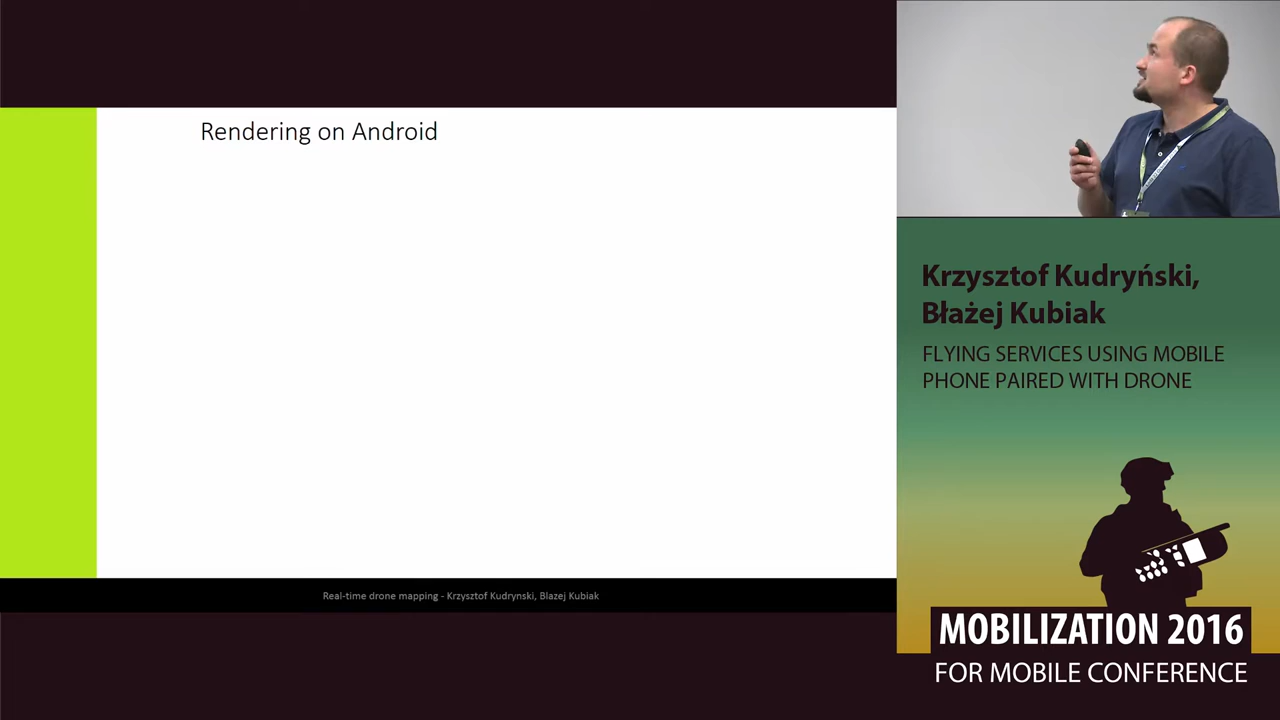 Rendering on Android
Real-time drone mapping - Krzysztof Kudrynski, Blazej Kubiak
Krzysztof Kudryński,
Błażej Kubiak
FLYING SERVICES USING MOBILE
PHONE PAIRED WITH DRONE
MOBILIZATION 2016
FOR MOBILE CONFERENCE